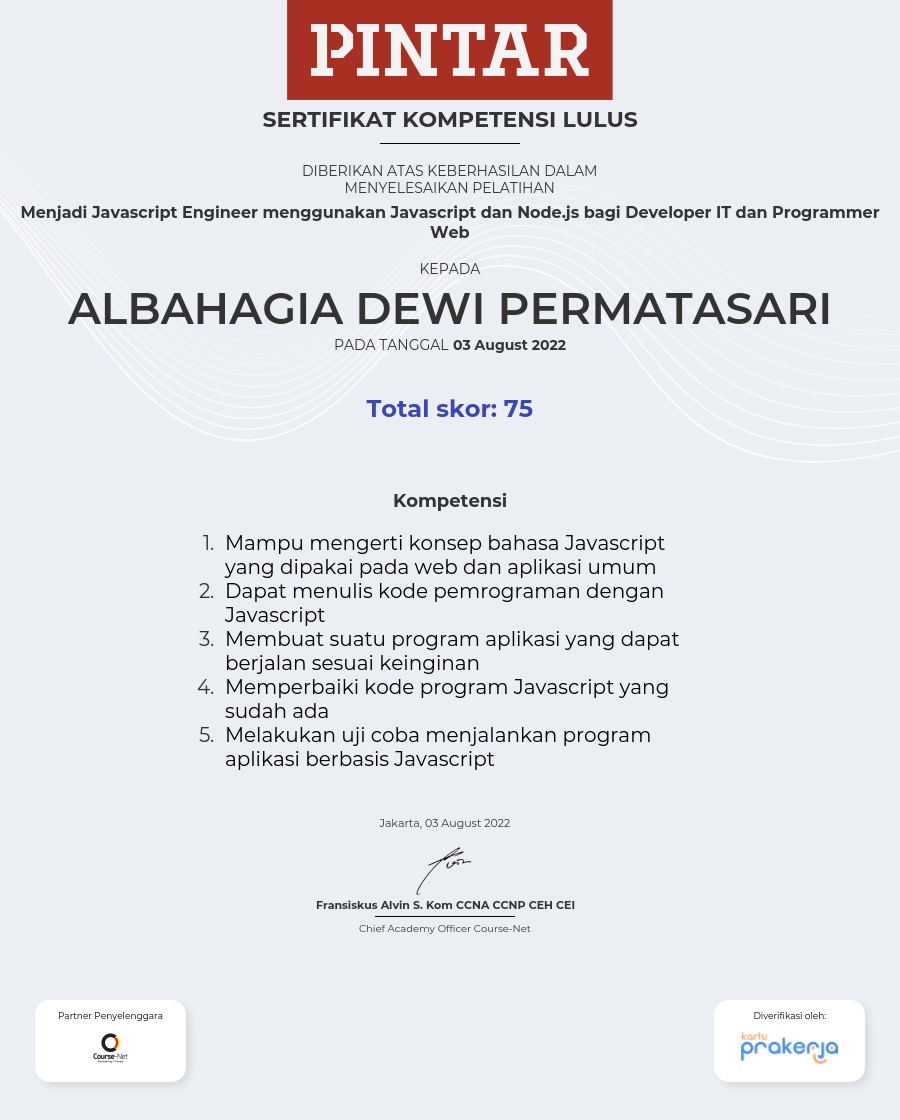 PINTAR
SERTIFIKAT KOMPETENSI LULUS
DIBERIKAN ATAS KEBERHASILAN DALAM
MENYELESAIKAN PELATIHAN
Menjadi Javascript Engineer menggunakan Javascript dan Node.js bagi Developer IT dan Programmer
Web
KEPADA
ALBAHAGIA DEWI PERMATASARI
PADA TANGGAL 03 August 2022
Total skor: 75
Kompetensi
1. Mampu mengerti konsep bahasa Javascript
yang dipakai pada web dan aplikasi umum
2. Dapat menulis kode pemrograman dengan
Javascript
3. Membuat suatu program aplikasi yang dapat
berjalan sesuai keinginan
4. Memperbaiki kode program Javascript yang
sudah ada
5. Melakukan uji coba menjalankan program
aplikasi berbasis Javascript
Jakarta, 03 August 2022
Fransiskus Alvin S. Kom CCNA CCNP CEH CEI
Chief Academy Officer Course-Net
Partner Penyelenggara
Course-Net
Diverifikasi oleh:
kartu
prakerja